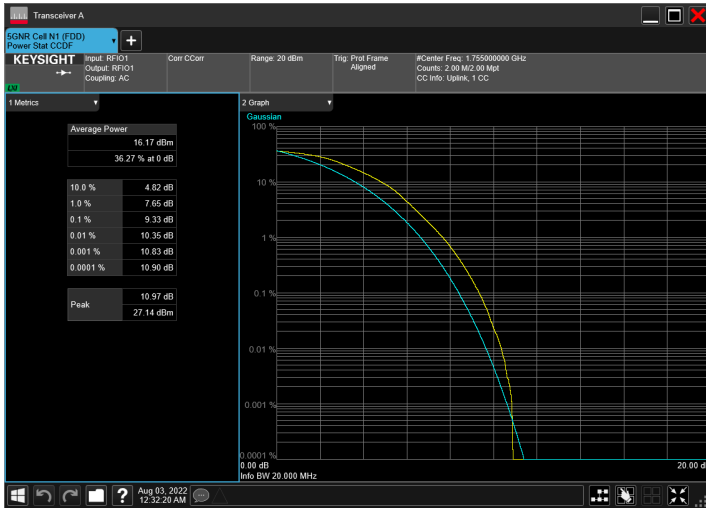 Transceiver A
5GNR Cell N1 (FDD)
Power Stat CCDF
KEYSIGHT
LXI
Input: RFIO1
Output: RFIO1
Coupling: AC
Corr CCorr
Range: 20 dBm
Trig: Prot Frame
Aligned
#Center Freq: 1.755000000 GHz
Counts: 2.00 M/2.00 Mpt
CC Info: Uplink, 1 CC
1 Metrics
Average Power
16.17 dBm
36.27 % at 0 dB
10.0 % 4.82 dB
1.0 % 7.65 dB
0.1 % 9.33 dB
0.01 % 10.35 dB
0.001 % 10.83 dB
0.0001 % 10.90 dB
Peak 10.97 dB
27.14 dBm
2 Graph
Gaussian
100 %
10 %
1 %
0.1 %
0.01 %
0.001 %
0.0001 %
0.00 dB
20.00 d
Info BW 20.000 MHz
Aug 03, 2022
12:32:20 AM